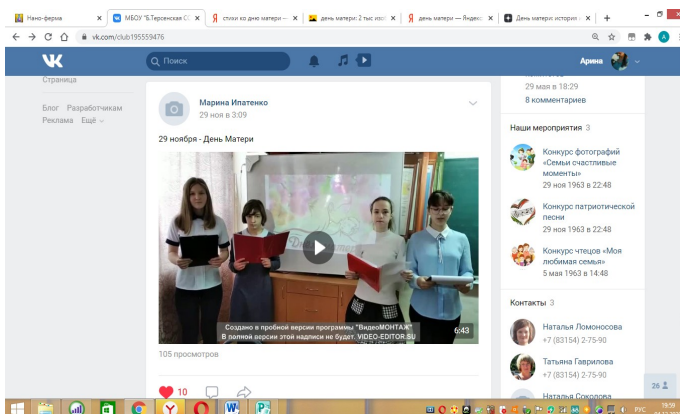 Нано-ферма
МБОУ "Б.Терсенская СО
стихи ко дню матери —
день матери: 2 тыс изоб
день матери — Яндекс
День матери: история
vk.com/club195559476
Поиск
Арина
Страница
Блог Разработчикам
Реклама Ещё
Марина Ипатенко
29 ноя в 3:09
29 ноября - День Матери
Создано в пробной версии программы "ВидеоМОНТАЖ"
В полной версии этой надписи не будет. VIDEO-EDITOR.SU
6:43
105 просмотров
10
29 мая в 18:29
8 комментариев
Наши мероприятия 3
Конкурс фотографий
«Семьи счастливые
моменты»
29 ноя 1963 в 22:48
Конкурс патриотической
песни
29 ноя 1963 в 22:48
Конкурс чтецов «Моя
любимая семья»
5 мая 1963 в 14:48
Контакты 3
Наталья Ломоносова
+7 (83154) 2-75-90
Татьяна Гаврилова
+7 (83154) 2-75-90
Наталья Соколова
26
РУС
19:59